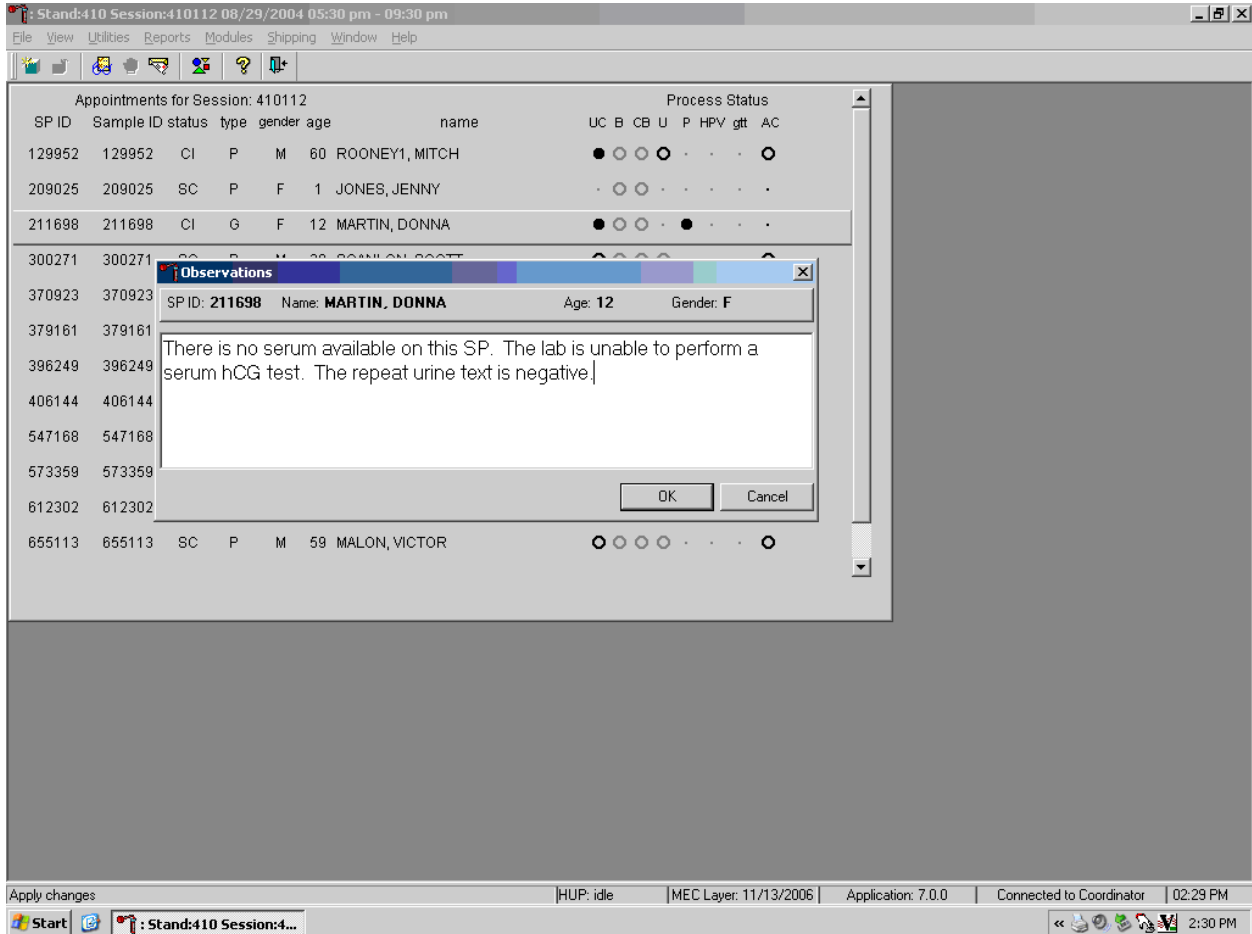 : Stand:410 Session:410112 08/29/2004 05:30 pm - 09:30 pm
File View Utilities Reports Modules Shipping Window Help
Appointments for Session: 410112 Process Status
SP ID Sample ID status type gender age name UC B CB U P HPV gtt AC
129952 129952 CI P M 60 ROONEY1, MITCH
209025 209025 SC P F 1 JONES, JENNY
211698 211698 CI G F 12 MARTIN, DONNA
300271 300271
Observations
370923 370923
SP ID: 211698 Name: MARTIN, DONNA Age: 12 Gender: F
379161 379161
There is no serum available on this SP. The lab is unable to perform a
396249 396249
serum hCG test. The repeat urine text is negative.
406144 406144
547168 547168
573359 573359
OK Cancel
612302 612302
655113 655113 SC P M 59 MALON, VICTOR
Apply changes HUP: idle MEC Layer: 11/13/2006 Application: 7.0.0 Connected to Coordinator 02:29 PM
Start : Stand:410 Session:4... « 2:30 PM